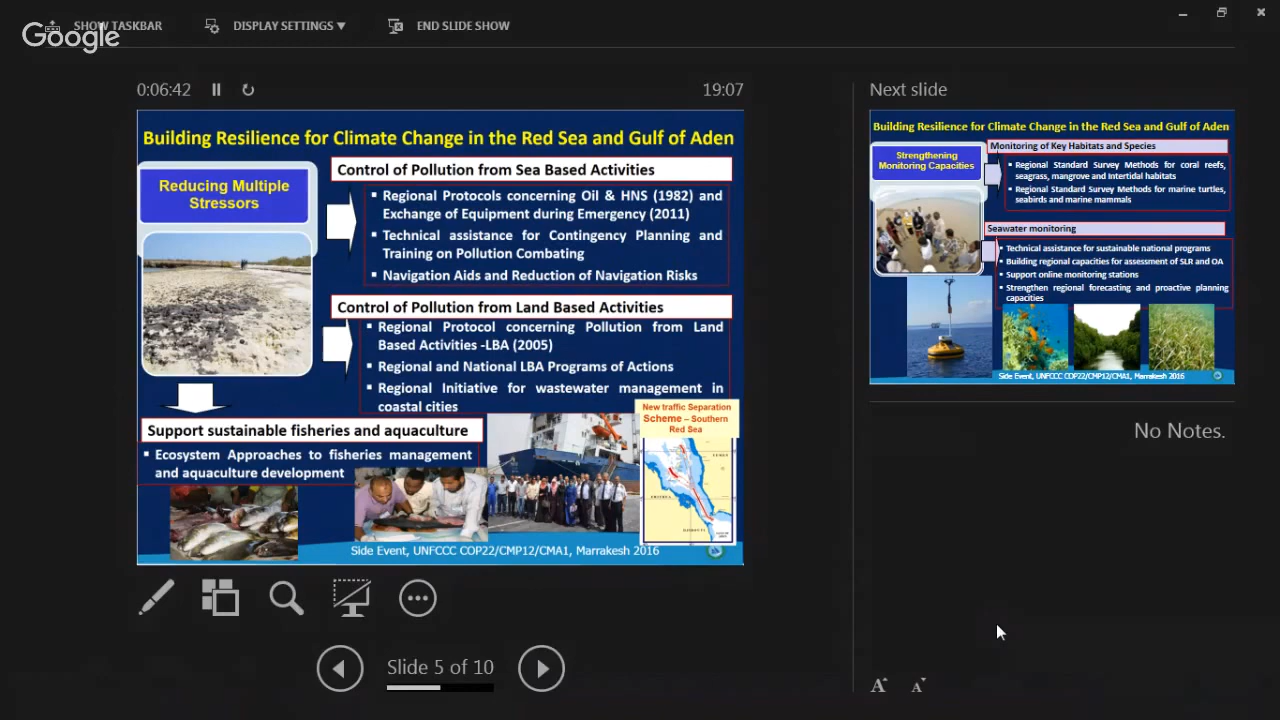 SHOW TASKBAR
DISPLAY SETTINGS
END SLIDE SHOW
Google
0:06:42
19:07
Building Resilience for Climate Change in the Red Sea and Gulf of Aden
Reducing Multiple
Stressors
Control of Pollution from Sea Based Activities
Regional Protocols concerning Oil & HNS (1982) and
Exchange of Equipment during Emergency (2011)
Technical assistance for Contingency Planning and
Training on Pollution Combating
Navigation Aids and Reduction of Navigation Risks
Control of Pollution from Land Based Activities
Regional Protocol concerning Pollution from Land
Based Activities -LBA (2005)
Regional and National LBA Programs of Actions
Regional Initiative for wastewater management in
coastal cities
Support sustainable fisheries and aquaculture
Ecosystem Approaches to fisheries management
and aquaculture development
New traffic Separation
Scheme – Southern
Red Sea
Side Event, UNFCCC COP22/CMP12/CMA1, Marrakesh 2016
Slide 5 of 10
Next slide
Building Resilience for Climate Change in the Red Sea and Gulf of Aden
Strengthening
Monitoring Capacities
Monitoring of Key Habitats and Species
Regional Standard Survey Methods for coral reefs,
seagrass, mangrove and Intertidal habitats
Regional Standard Survey Methods for marine turtles,
seabirds and marine mammals
Seawater monitoring
Technical assistance for sustainable national programs
Building regional capacities for assessment of SLR and OA
Support online monitoring stations
Strengthen regional forecasting and proactive planning
capacities
Side Event, UNFCCC COP22/CMP12/CMA1, Marrakesh 2016
No Notes.
A A